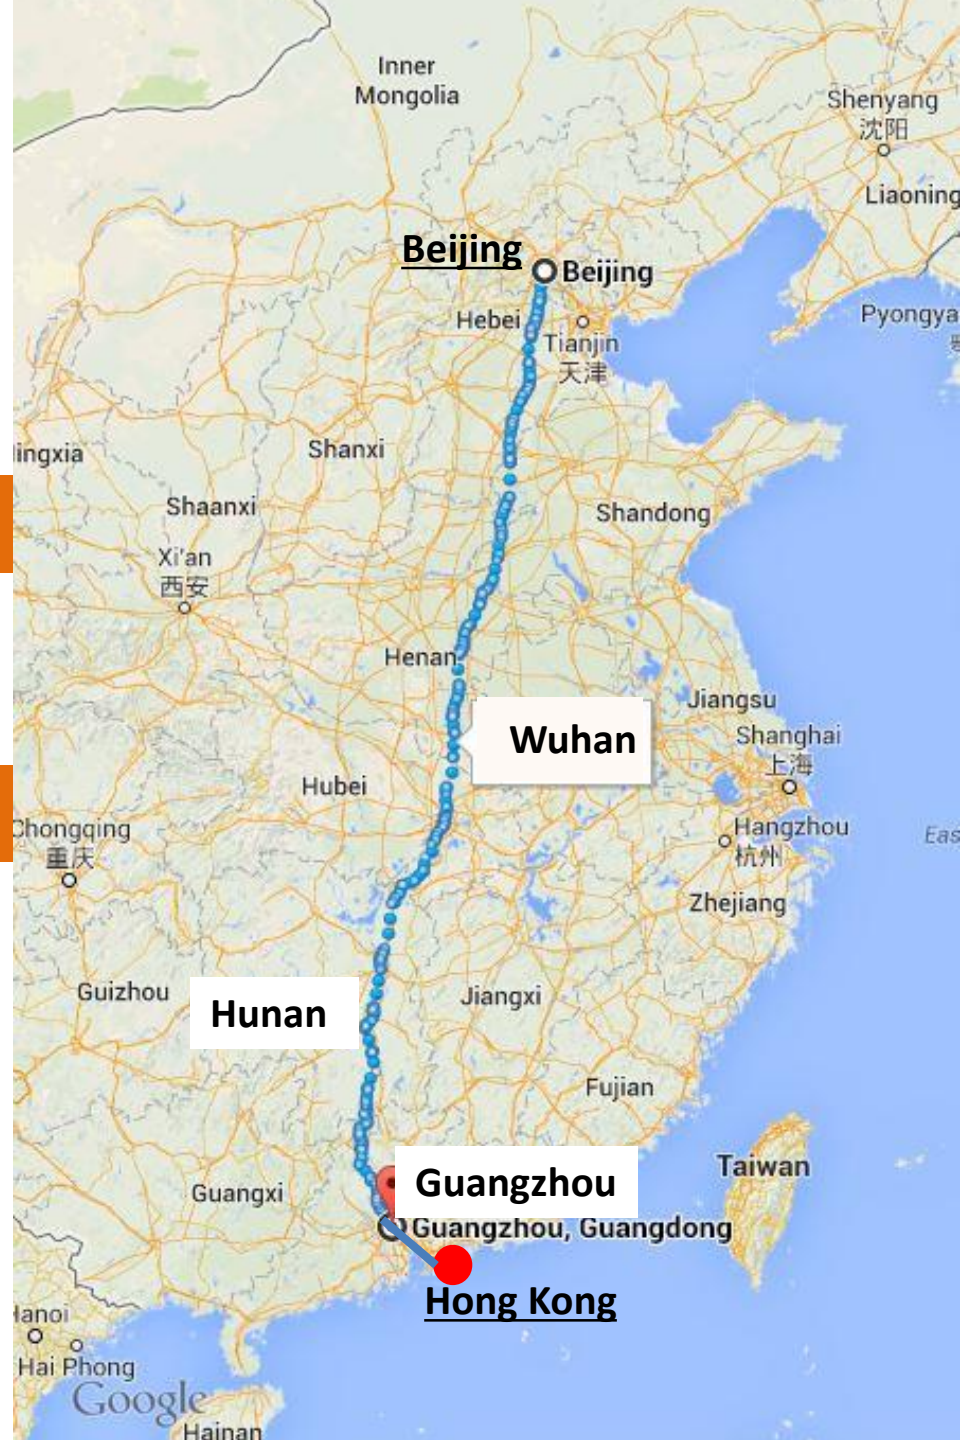 Inner
Mongolia
Shenyang
沈阳
Liaoning
Beijing
Beijing
Hebei
Pyongya
Tianjin
天津
Shanxi
ingxia
Shaanxi
Shandong
Xi'an
西安
Henan
Jiangsu
Wuhan
Shanghai
上海
Hubei
Chongqing
重庆
Hangzhou
杭州
Eas
Zhejiang
Guizhou
Jiangxi
Hunan
Fujian
Taiwan
Guangzhou
Guangxi
Guangzhou, Guangdong
Hong Kong
Hanoi
Hai Phong
Google
Hainan